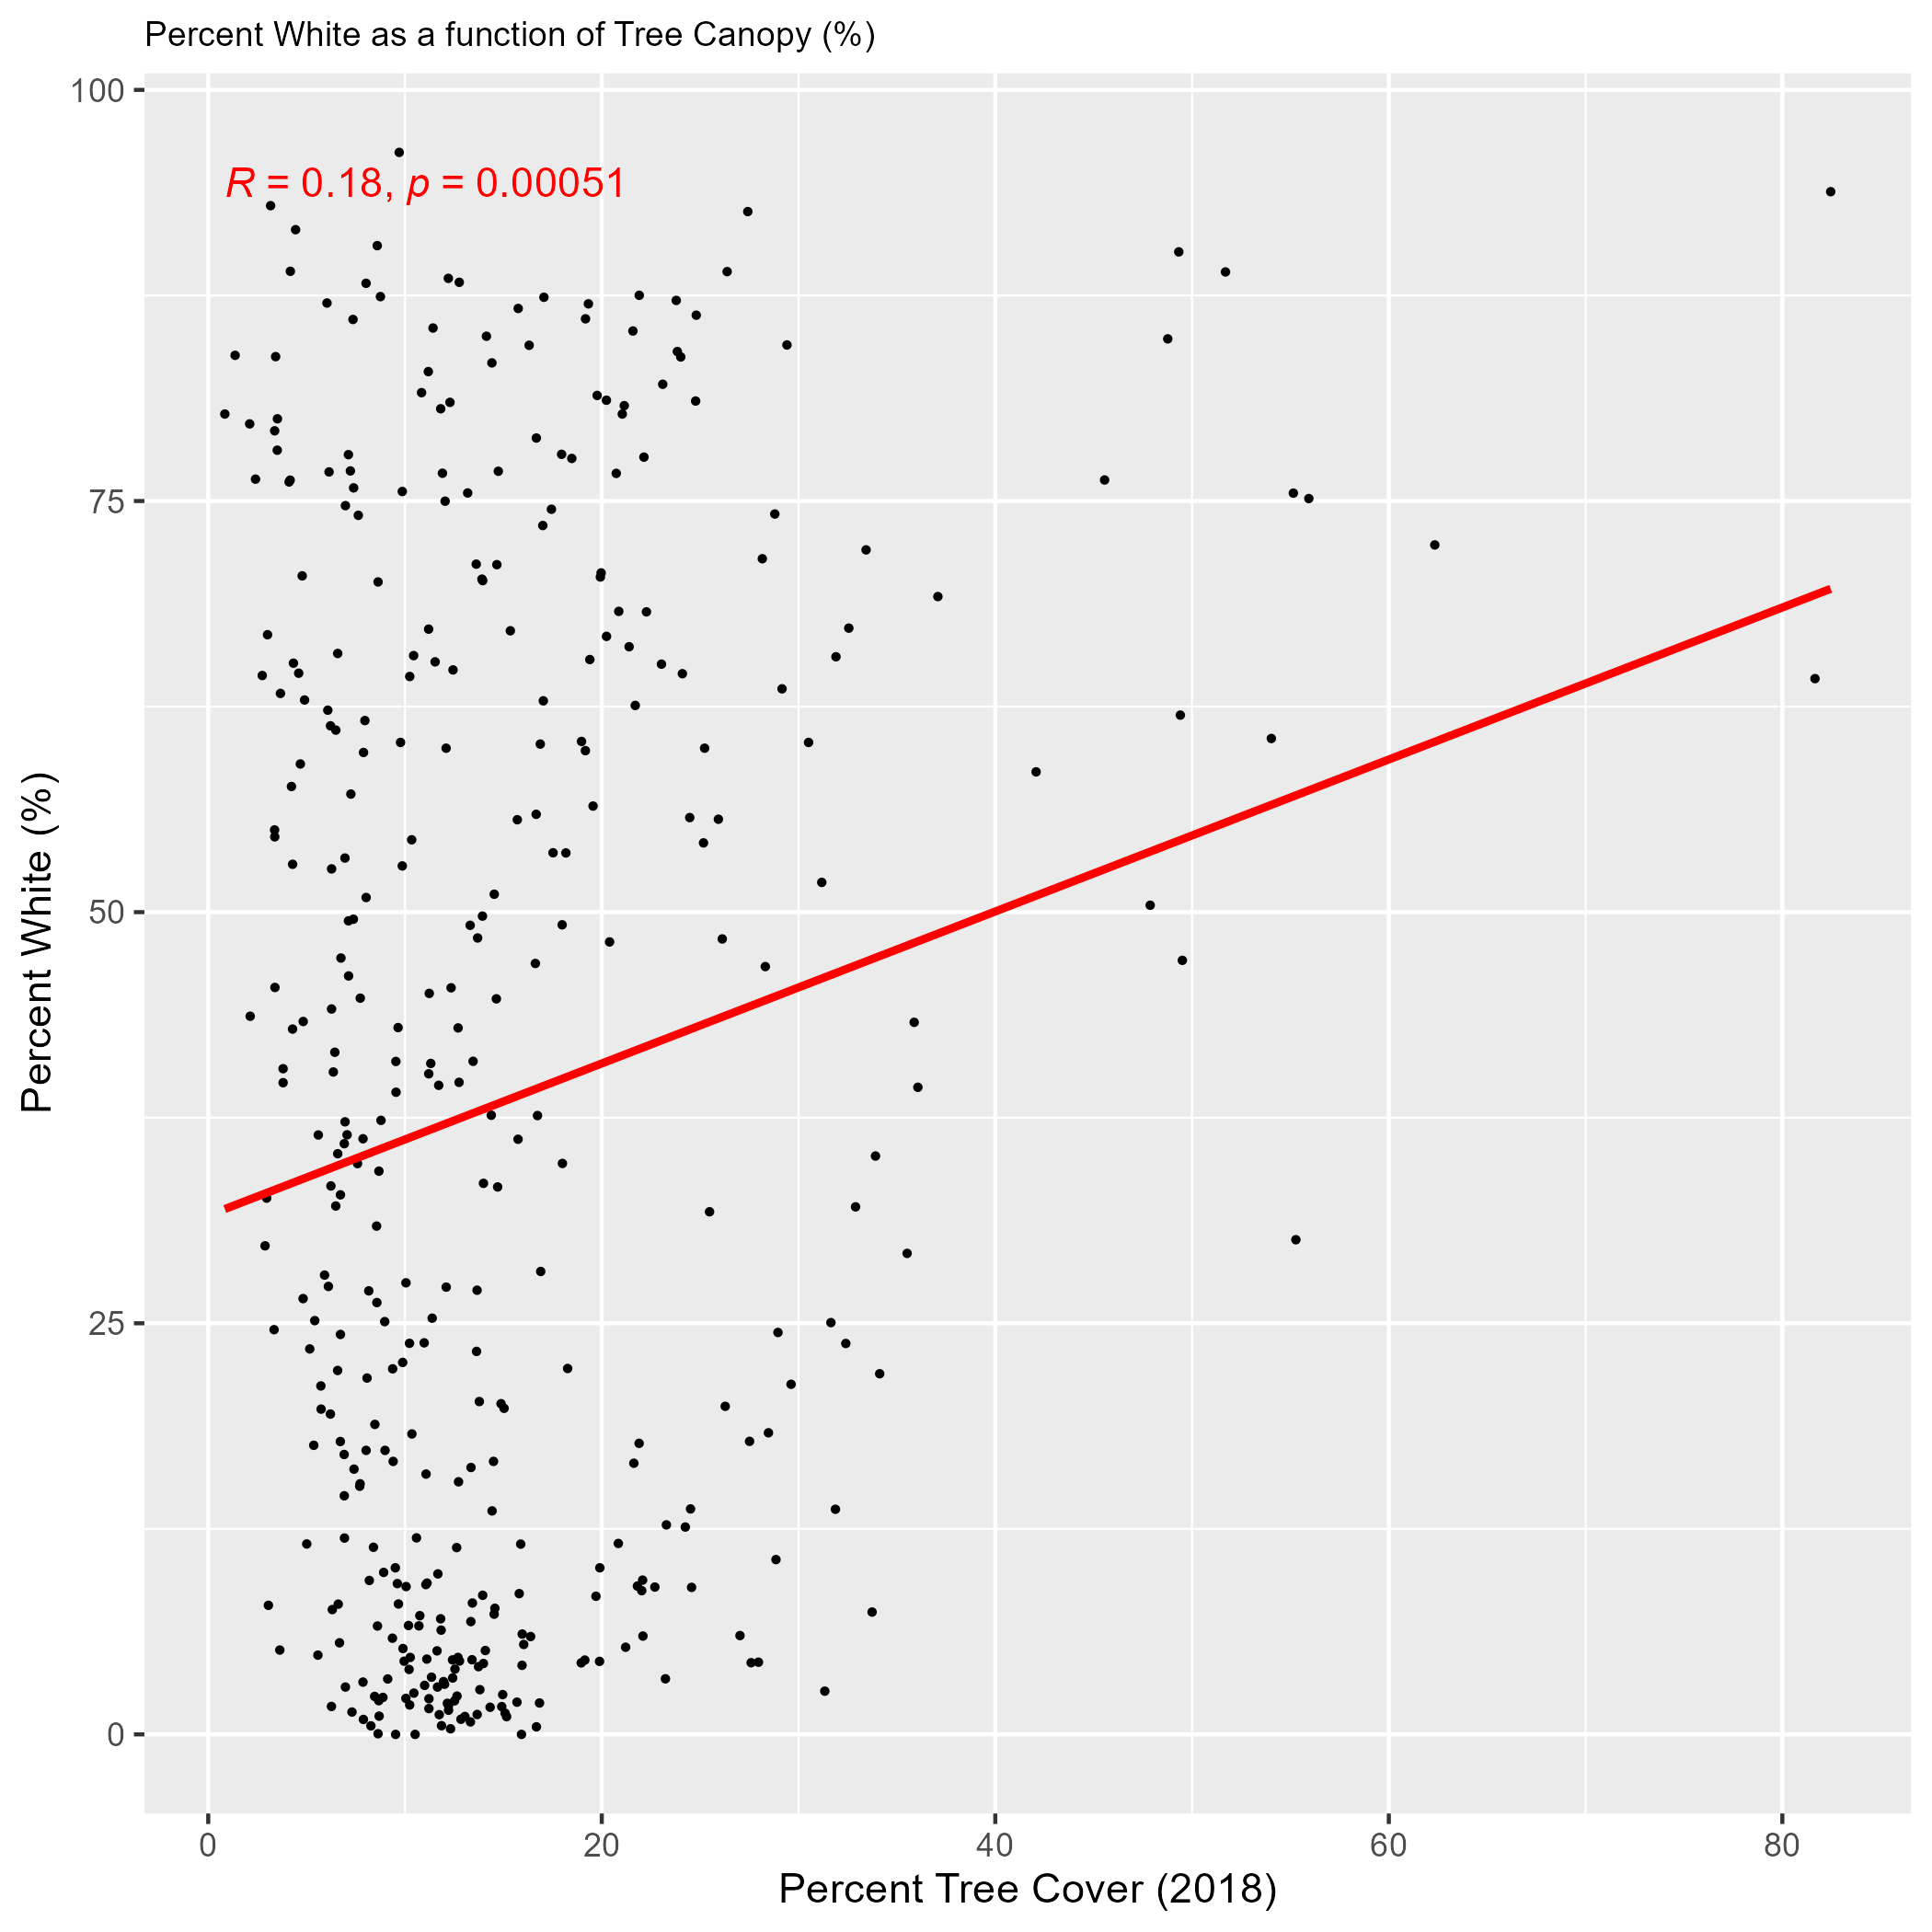 Percent White as a function of Tree Canopy (%)
100
R = 0.18, p = 0.00051
75
50
25
0
Percent White (%)
0 20 40 60 80
Percent Tree Cover (2018)